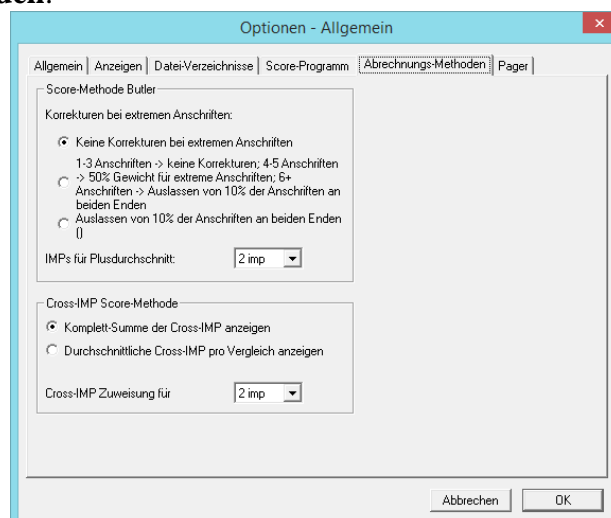 Optionen - Allgemein
Allgemein Anzeigen Datei-Verzeichnisse Score-Programm Abrechnungs-Methoden Pager
Score-Methode Butler
Korrekturen bei extremen Anschriften:
Keine Korrekturen bei extremen Anschriften
1-3 Anschriften -> keine Korrekturen; 4-5 Anschriften
-> 50% Gewicht für extreme Anschriften; 6+
Anschriften -> Auslassen von 10% der Anschriften an
beiden Enden
Auslassen von 10% der Anschriften an beiden Enden
()
IMPs für Plusdurchschnitt: 2 imp
Cross-IMP Score-Methode
Komplett-Summe der Cross-IMP anzeigen
Durchschnittliche Cross-IMP pro Vergleich anzeigen
Cross-IMP Zuweisung für 2 imp
Abbrechen OK